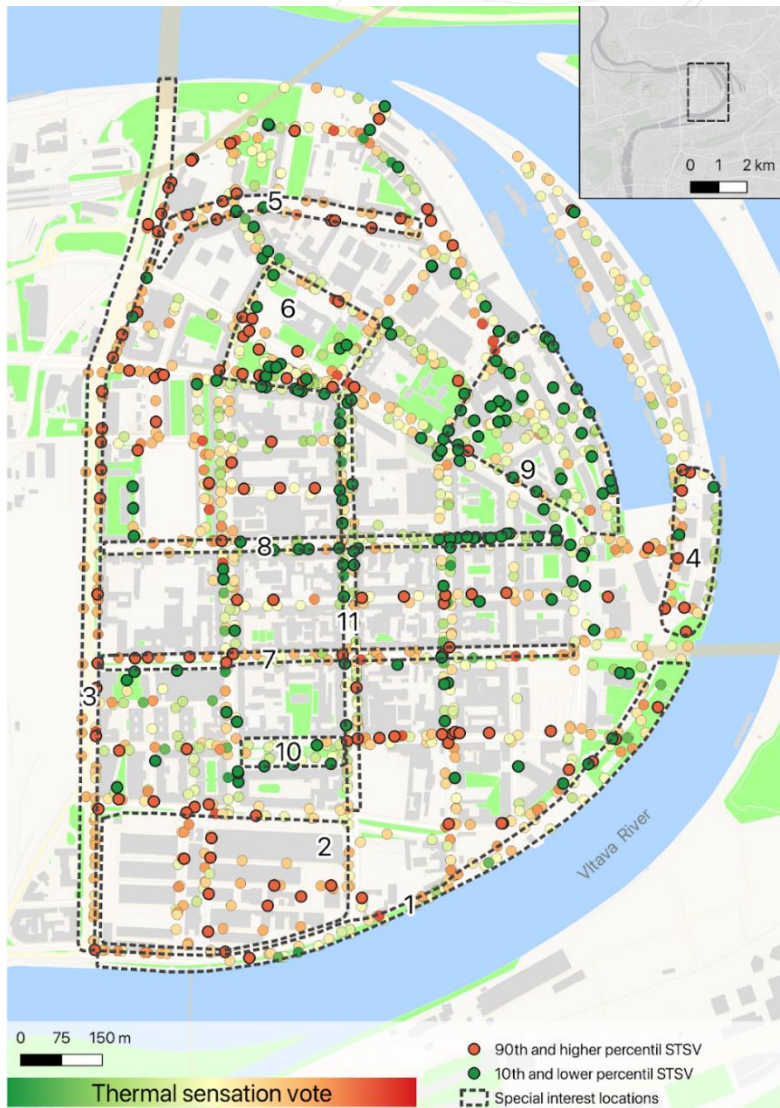 0 1 2 km
5
6
9
8
4
11
7
3
10
2
1
Vltava River
0 75 150 m
Thermal sensation vote
90th and higher percentil STSV
10th and lower percentil STSV
Special interest locations